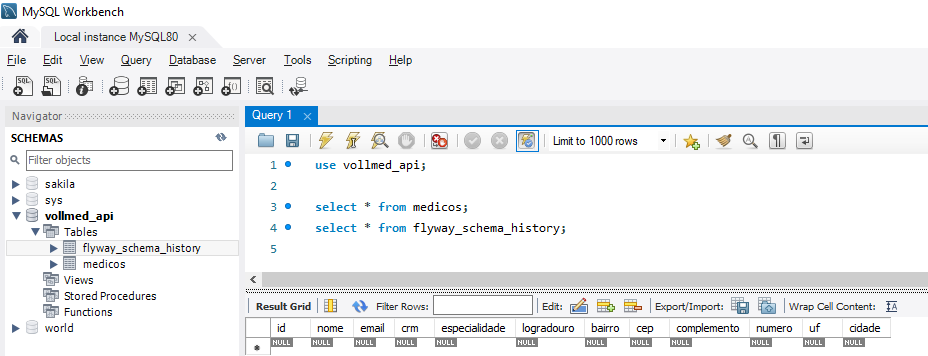 MySQL Workbench
Local instance MySQL80 ×
File Edit View Query Database Server Tools Scripting Help
Navigator
SCHEMAS
Filter objects
sakila
sys
vollmed_api
Tables
flyway_schema_history
medicos
Views
Stored Procedures
Functions
world
Query 1 ×
Limit to 1000 rows
1 use vollmed_api;
2
3 select * from medicos;
4 select * from flyway_schema_history;
5
Result Grid Filter Rows: Edit: Export/Import: Wrap Cell Content: IA
id nome email crm especialidade logradouro bairro cep complemento numero uf cidade
* NULL NULL NULL NULL NULL NULL NULL NULL NULL NULL NULL NULL